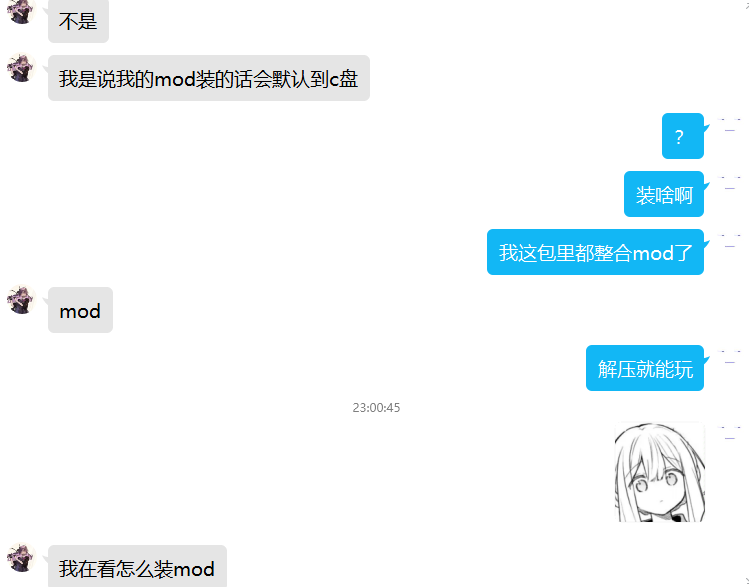 不是
我是说我的mod装的话会默认到c盘
？
装啥啊
我这包里都整合mod了
mod
解压就能玩
23:00:45
我在看怎么装mod